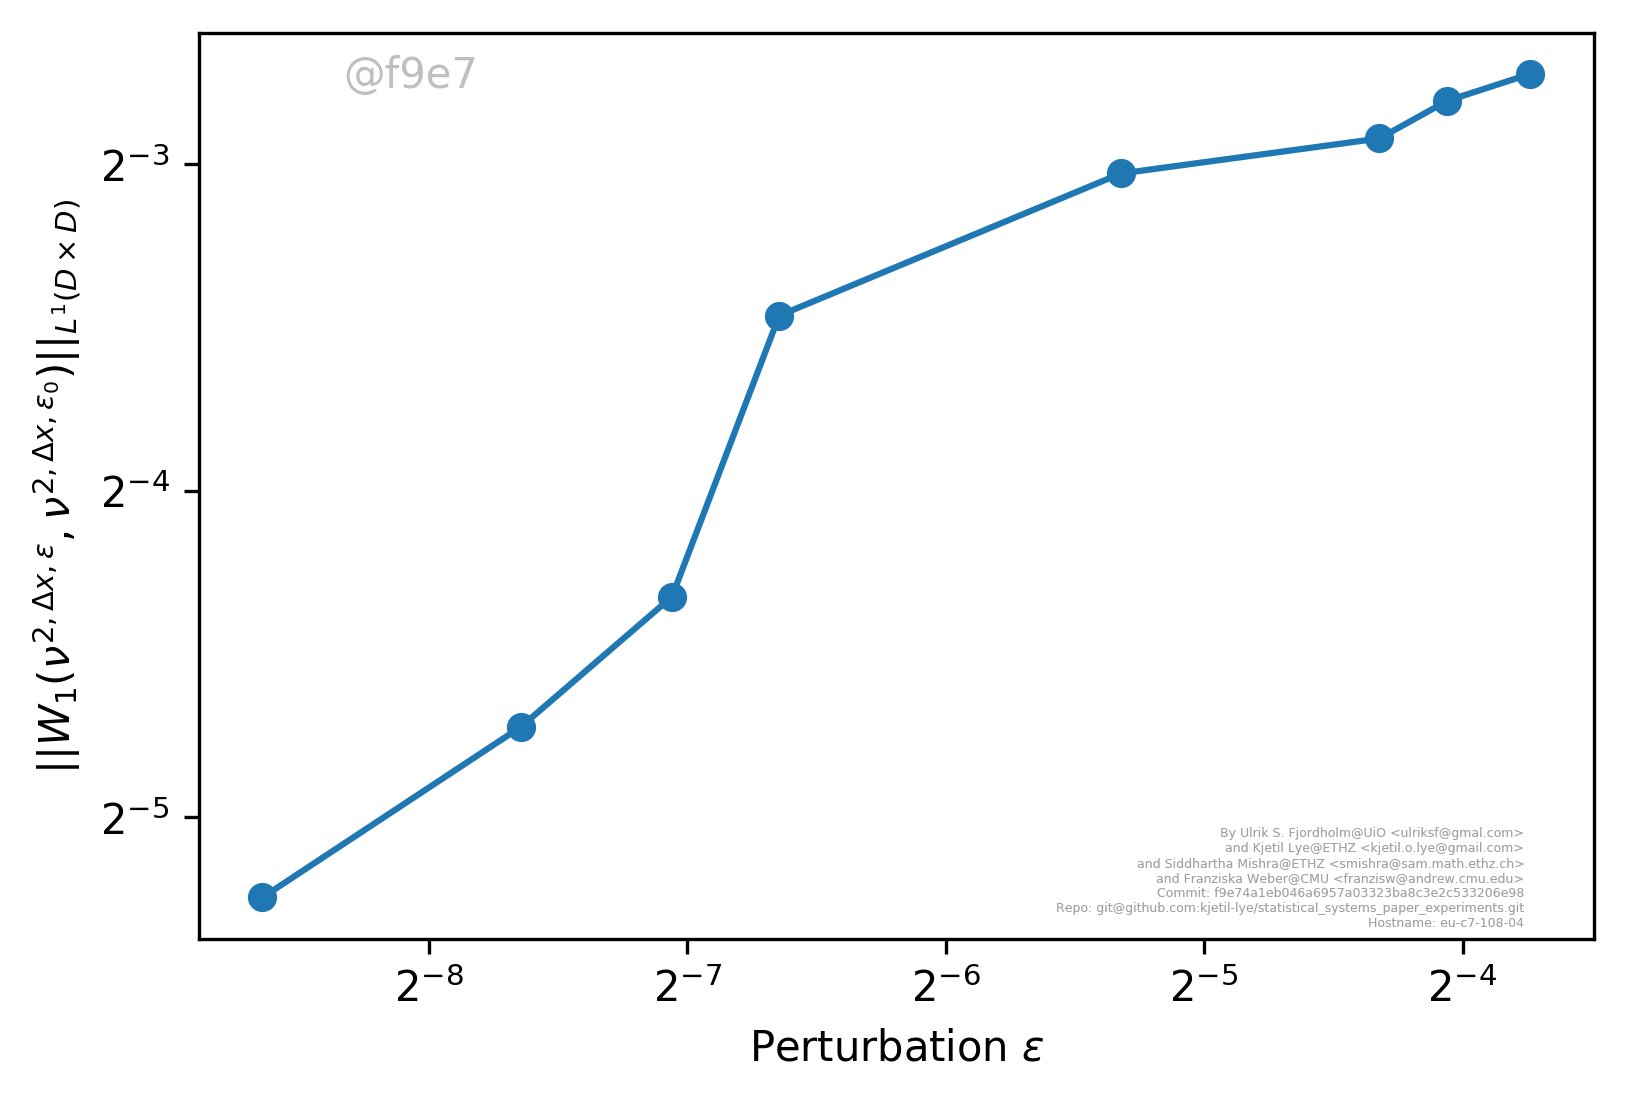 @f9e7
2⁻³
2⁻⁴
2⁻⁵
||W₁(ν^{2,Δx,ε}, ν^{2,Δx,ε₀})||_{L¹(D×D)}
By Ulrik S. Fjordholm@UiO <ulriksf@gmal.com>
and Kjetil Lye@ETHZ <kjetil.o.lye@gmail.com>
and Siddhartha Mishra@ETHZ <smishra@sam.math.ethz.ch>
and Franziska Weber@CMU <franzisw@andrew.cmu.edu>
Commit: f9e74a1eb046a6957a03323ba8c3e2c533206e98
Repo: git@github.com:kjetil-lye/statistical_systems_paper_experiments.git
Hostname: eu-c7-108-04
2⁻⁸ 2⁻⁷ 2⁻⁶ 2⁻⁵ 2⁻⁴
Perturbation ε